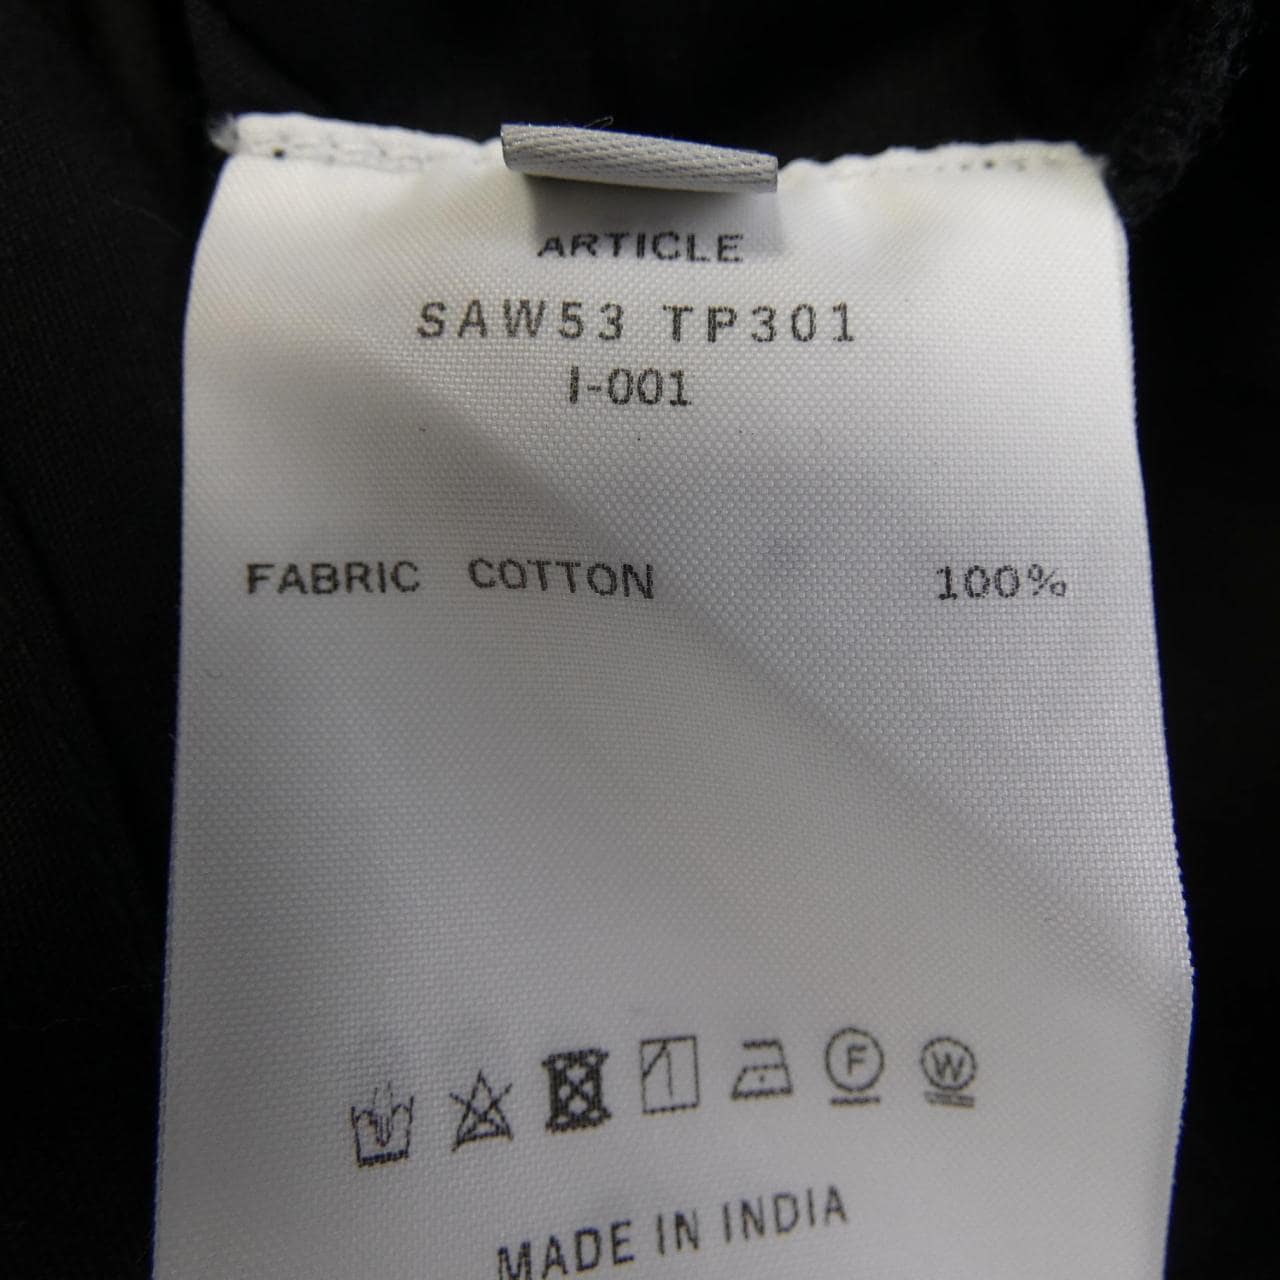 ARTICLE
SAW53 TP301
I-001
FABRIC COTTON 100%
F W
MADE IN INDIA